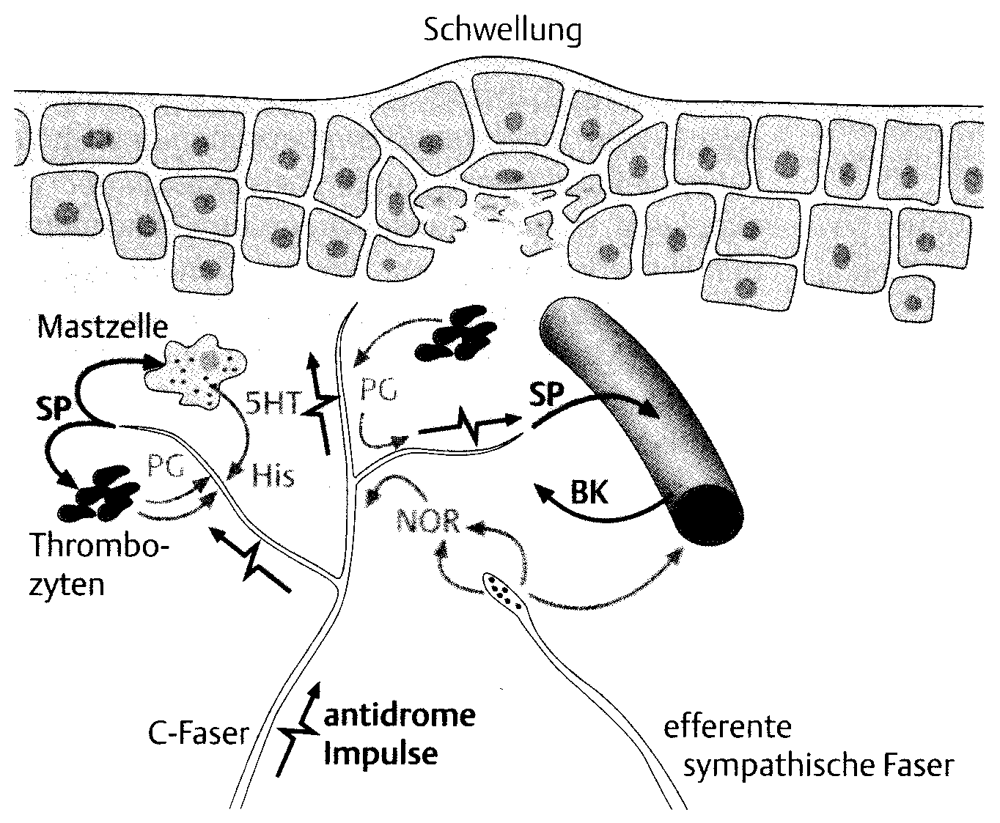 Schwellung
Mastzelle
SP
5HT
PG
SP
PG
His
BK
NOR
Thrombo-
zyten
C-Faser
antidrome
Impulse
efferente
sympathische Faser